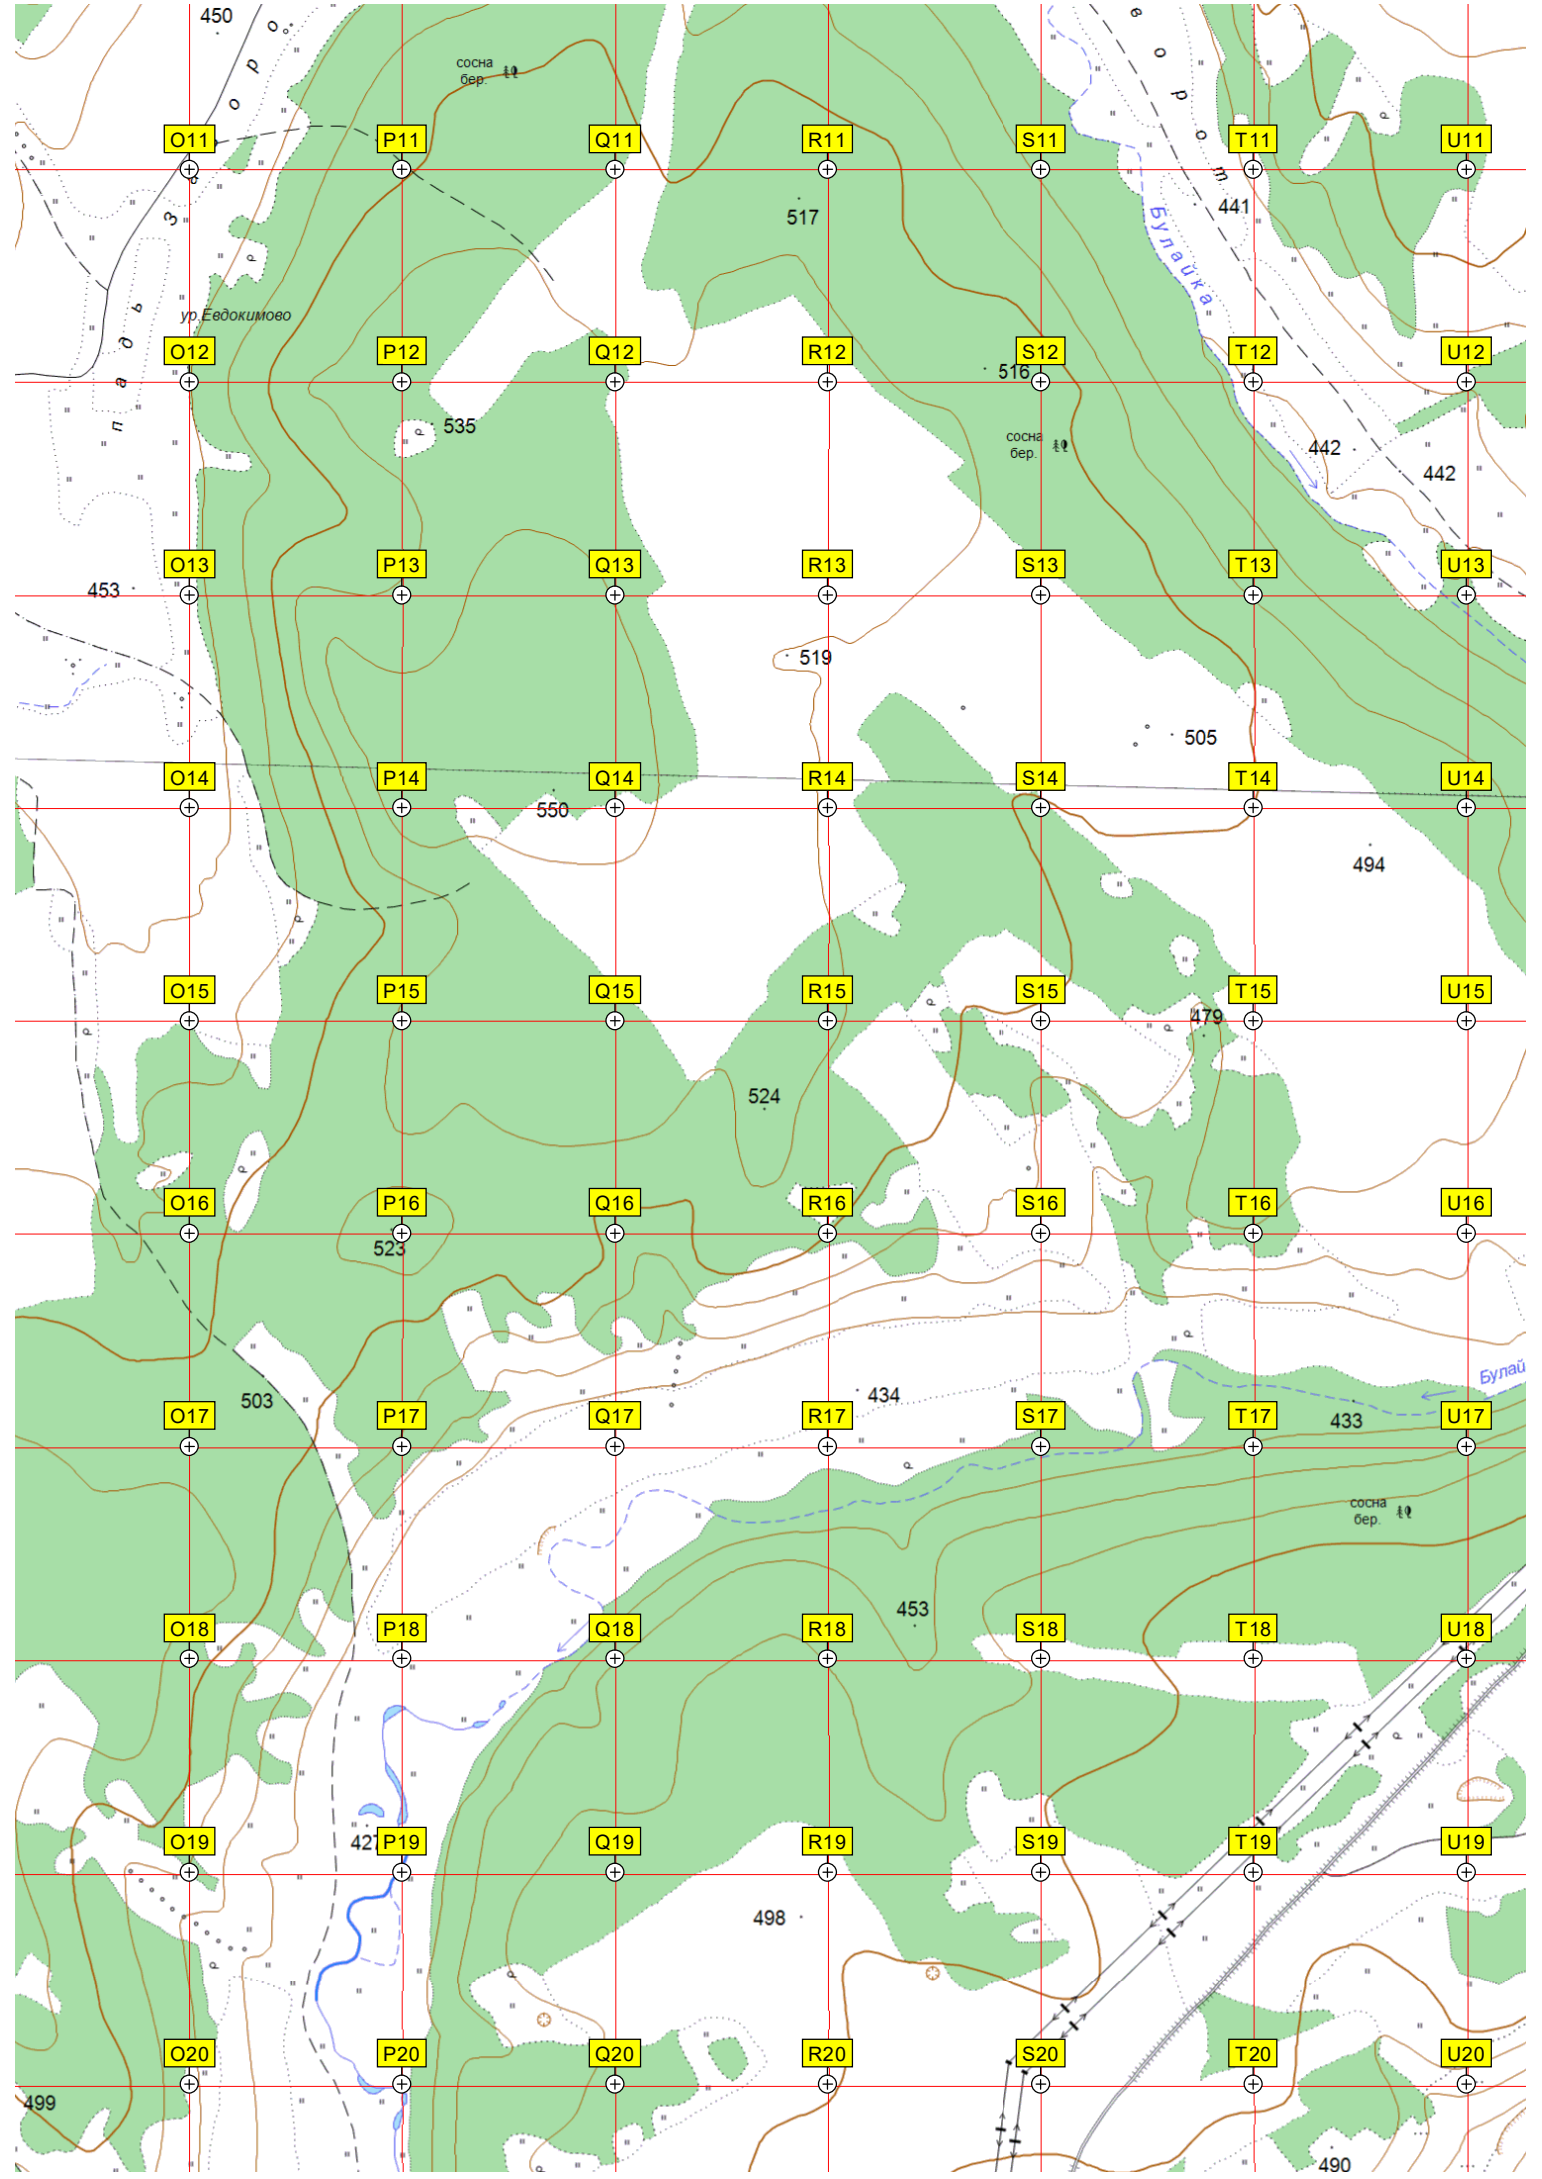 450
З а о р о
сосна
бер.
в о р о т
O11 P11 Q11 R11 S11 T11 U11
517
441
Булайка
п а д ь
ур.Евдокимово
O12 P12 Q12 R12 S12 T12 U12
516
535
сосна
бер.
442
442
O13 P13 Q13 R13 S13 T13 U13
453
519
505
O14 P14 Q14 R14 S14 T14 U14
550
494
O15 P15 Q15 R15 S15 T15 U15
479
524
O16 P16 Q16 R16 S16 T16 U16
523
Булай
434
503
433
O17 P17 Q17 R17 S17 T17 U17
сосна
бер.
453
O18 P18 Q18 R18 S18 T18 U18
427
O19 P19 Q19 R19 S19 T19 U19
498
O20 P20 Q20 R20 S20 T20 U20
499
490